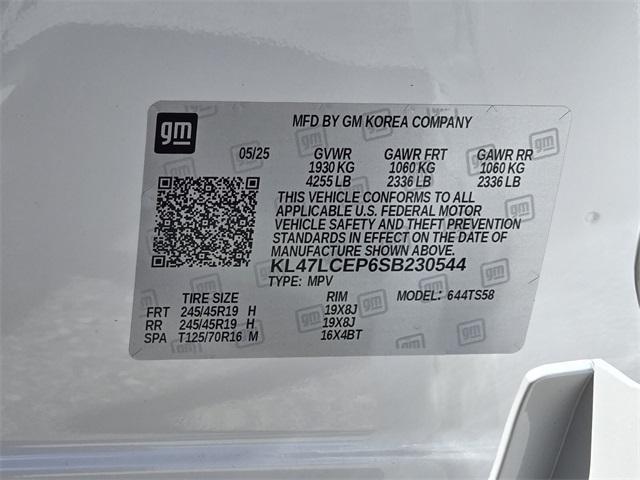 gm
MFD BY GM KOREA COMPANY
05/25 GVWR GAWR FRT GAWR RR
1930 KG 1060 KG 1060 KG
4255 LB 2336 LB 2336 LB
THIS VEHICLE CONFORMS TO ALL
APPLICABLE U.S. FEDERAL MOTOR
VEHICLE SAFETY AND THEFT PREVENTION
STANDARDS IN EFFECT ON THE DATE OF
MANUFACTURE SHOWN ABOVE.
KL47LCEP6SB230544
TYPE: MPV MODEL: 644TS58
TIRE SIZE RIM
FRT 245/45R19 H 19X8J
RR 245/45R19 H 19X8J
SPA T125/70R16 M 16X4BT